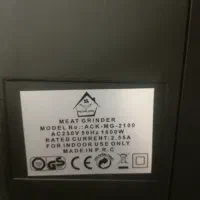 MEAT GRINDER
MODEL No.:ACK-MG-2100
AC230V 50Hz 1800W
RATED CURRENT:2.55A
FOR INDOOR USE ONLY
MADE IN P.R.C